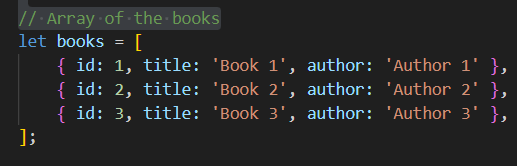 // Array of the books
let books = [
    { id: 1, title: 'Book 1', author: 'Author 1' },
    { id: 2, title: 'Book 2', author: 'Author 2' },
    { id: 3, title: 'Book 3', author: 'Author 3' },
];